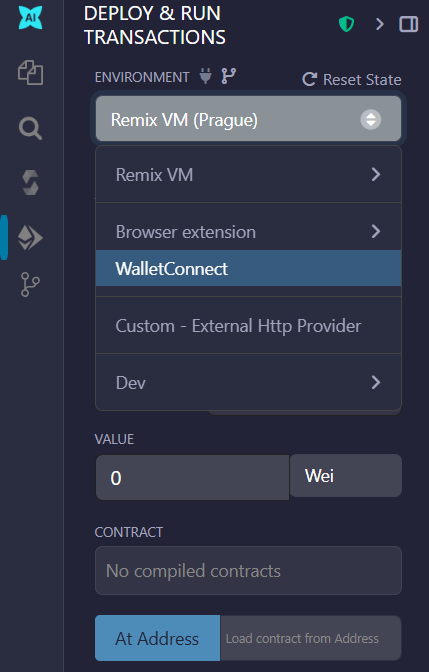 AI
DEPLOY & RUN
TRANSACTIONS
ENVIRONMENT
Reset State
Remix VM (Prague)
Remix VM
Browser extension
WalletConnect
Custom - External Http Provider
Dev
VALUE
0
Wei
CONTRACT
No compiled contracts
At Address
Load contract from Address